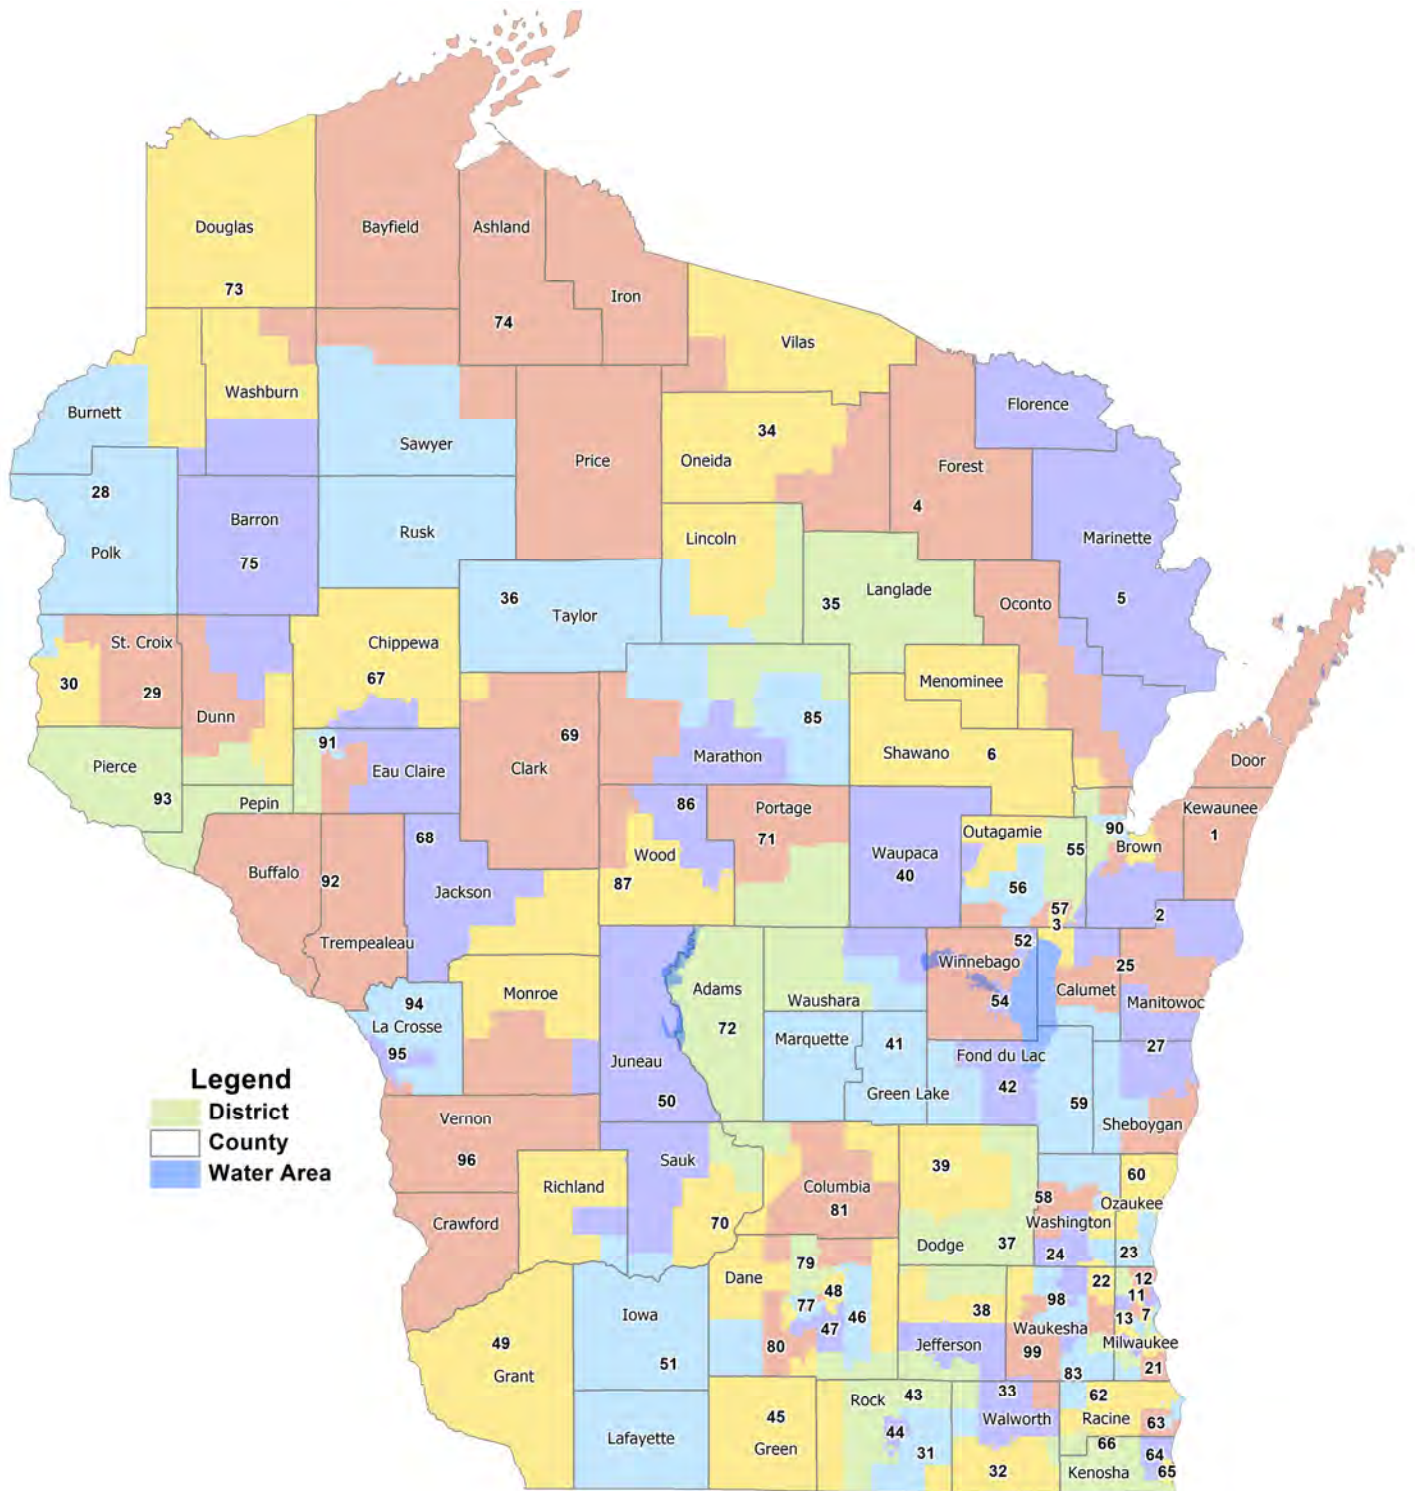 Douglas
Bayfield
Ashland
73
Iron
74
Vilas
Washburn
Burnett
Florence
34
Sawyer
Oneida
Price
Forest
28
4
Barron
Rusk
Lincoln
Marinette
Polk
75
36
Taylor
35
Langlade
Oconto
5
St. Croix
Chippewa
30
29
67
Menominee
Dunn
85
91
69
Marathon
Shawano
6
Pierce
Eau Claire
Clark
Door
93
Pepin
86
Portage
Kewaunee
90
Outagamie
1
68
71
55
Brown
Wood
Waupaca
Buffalo
92
87
40
56
Jackson
57
2
3
Trempealeau
52
Winnebago
25
Monroe
Adams
Calumet
94
Waushara
54
Manitowoc
La Crosse
72
Marquette
41
27
95
Juneau
Fond du Lac
Legend
42
Green Lake
50
59
District
Vernon
Sheboygan
County
96
Sauk
39
60
Water Area
Richland
Columbia
58
Ozaukee
Crawford
70
81
Washington
Dodge
37
24
23
79
Dane
22
12
48
98
11
77
38
Iowa
46
13
7
47
Waukesha
49
80
Jefferson
99
Milwaukee
51
83
21
Grant
43
33
62
Rock
45
Walworth
Racine
63
44
Lafayette
Green
31
66
64
32
Kenosha
65